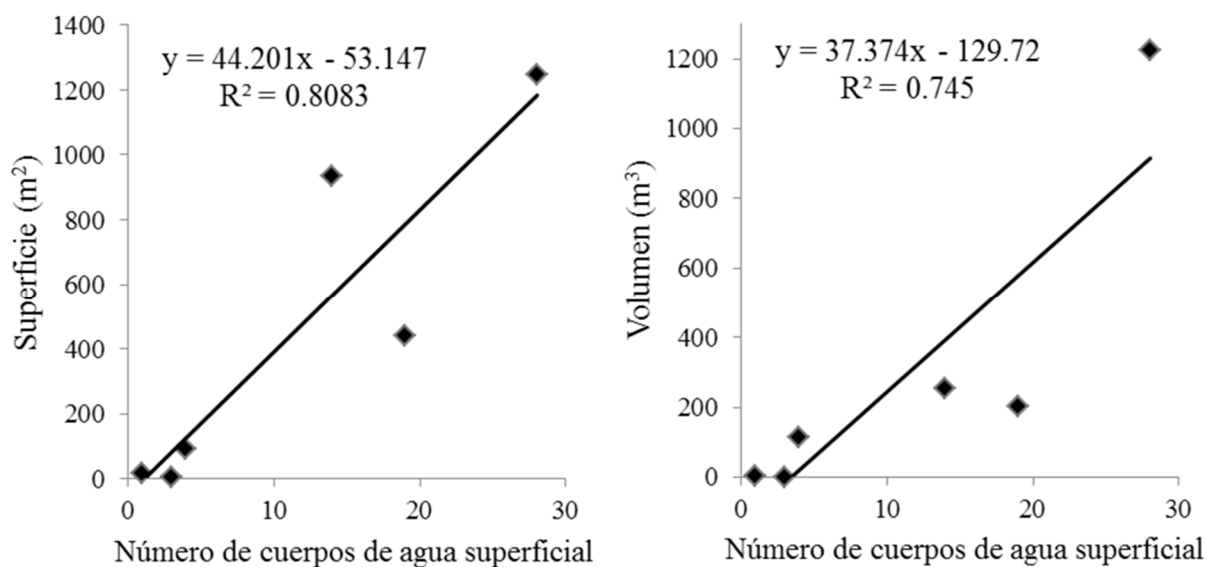 y = 44.201x - 53.147
R² = 0.8083
Superficie (m²)
1400
1200
1000
800
600
400
200
0
0 10 20 30
Número de cuerpos de agua superficial
y = 37.374x - 129.72
R² = 0.745
Volumen (m³)
1200
1000
800
600
400
200
0
0 10 20 30
Número de cuerpos de agua superficial